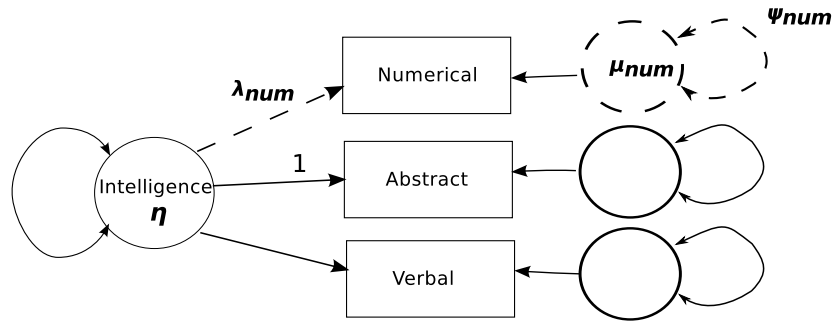 ψnum
Numerical
μnum
λnum
1
Intelligence
η
Abstract
Verbal